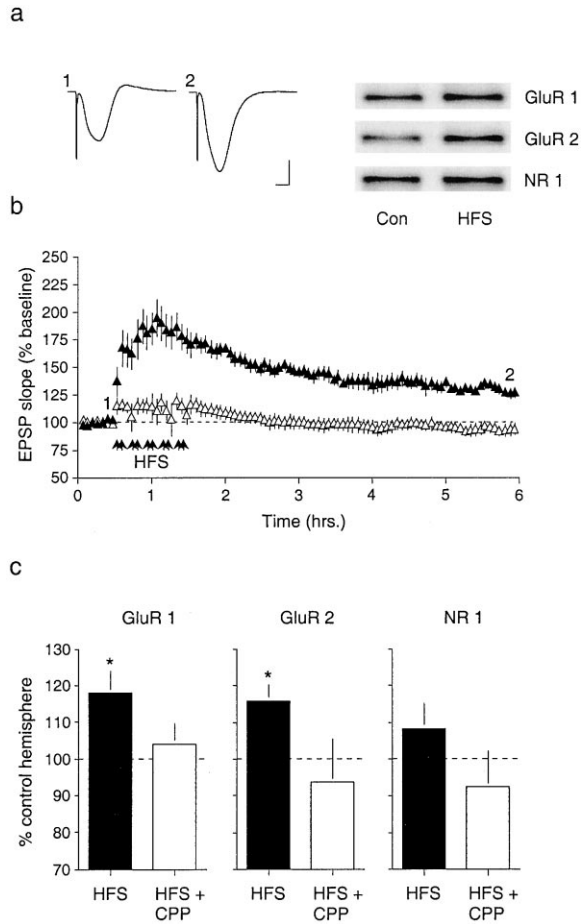 a
1
2
GluR 1
GluR 2
NR 1
Con HFS
b
EPSP slope (% baseline)
250
225
200
175
150
125
100
75
50
1
2
HFS
0 1 2 3 4 5 6
Time (hrs.)
c
GluR 1 GluR 2 NR 1
% control hemisphere
130
120
110
100
90
80
70
*
*
HFS HFS + CPP
HFS HFS + CPP
HFS HFS + CPP